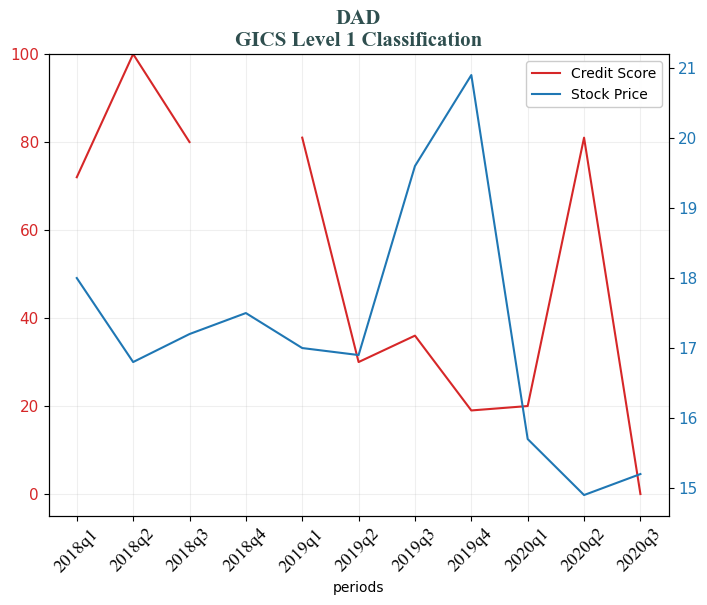 DAD
GICS Level 1 Classification
Credit Score
Stock Price
100
80
60
40
20
0
21
20
19
18
17
16
15
2018q1
2018q2
2018q3
2018q4
2019q1
2019q2
2019q3
2019q4
2020q1
2020q2
2020q3
periods